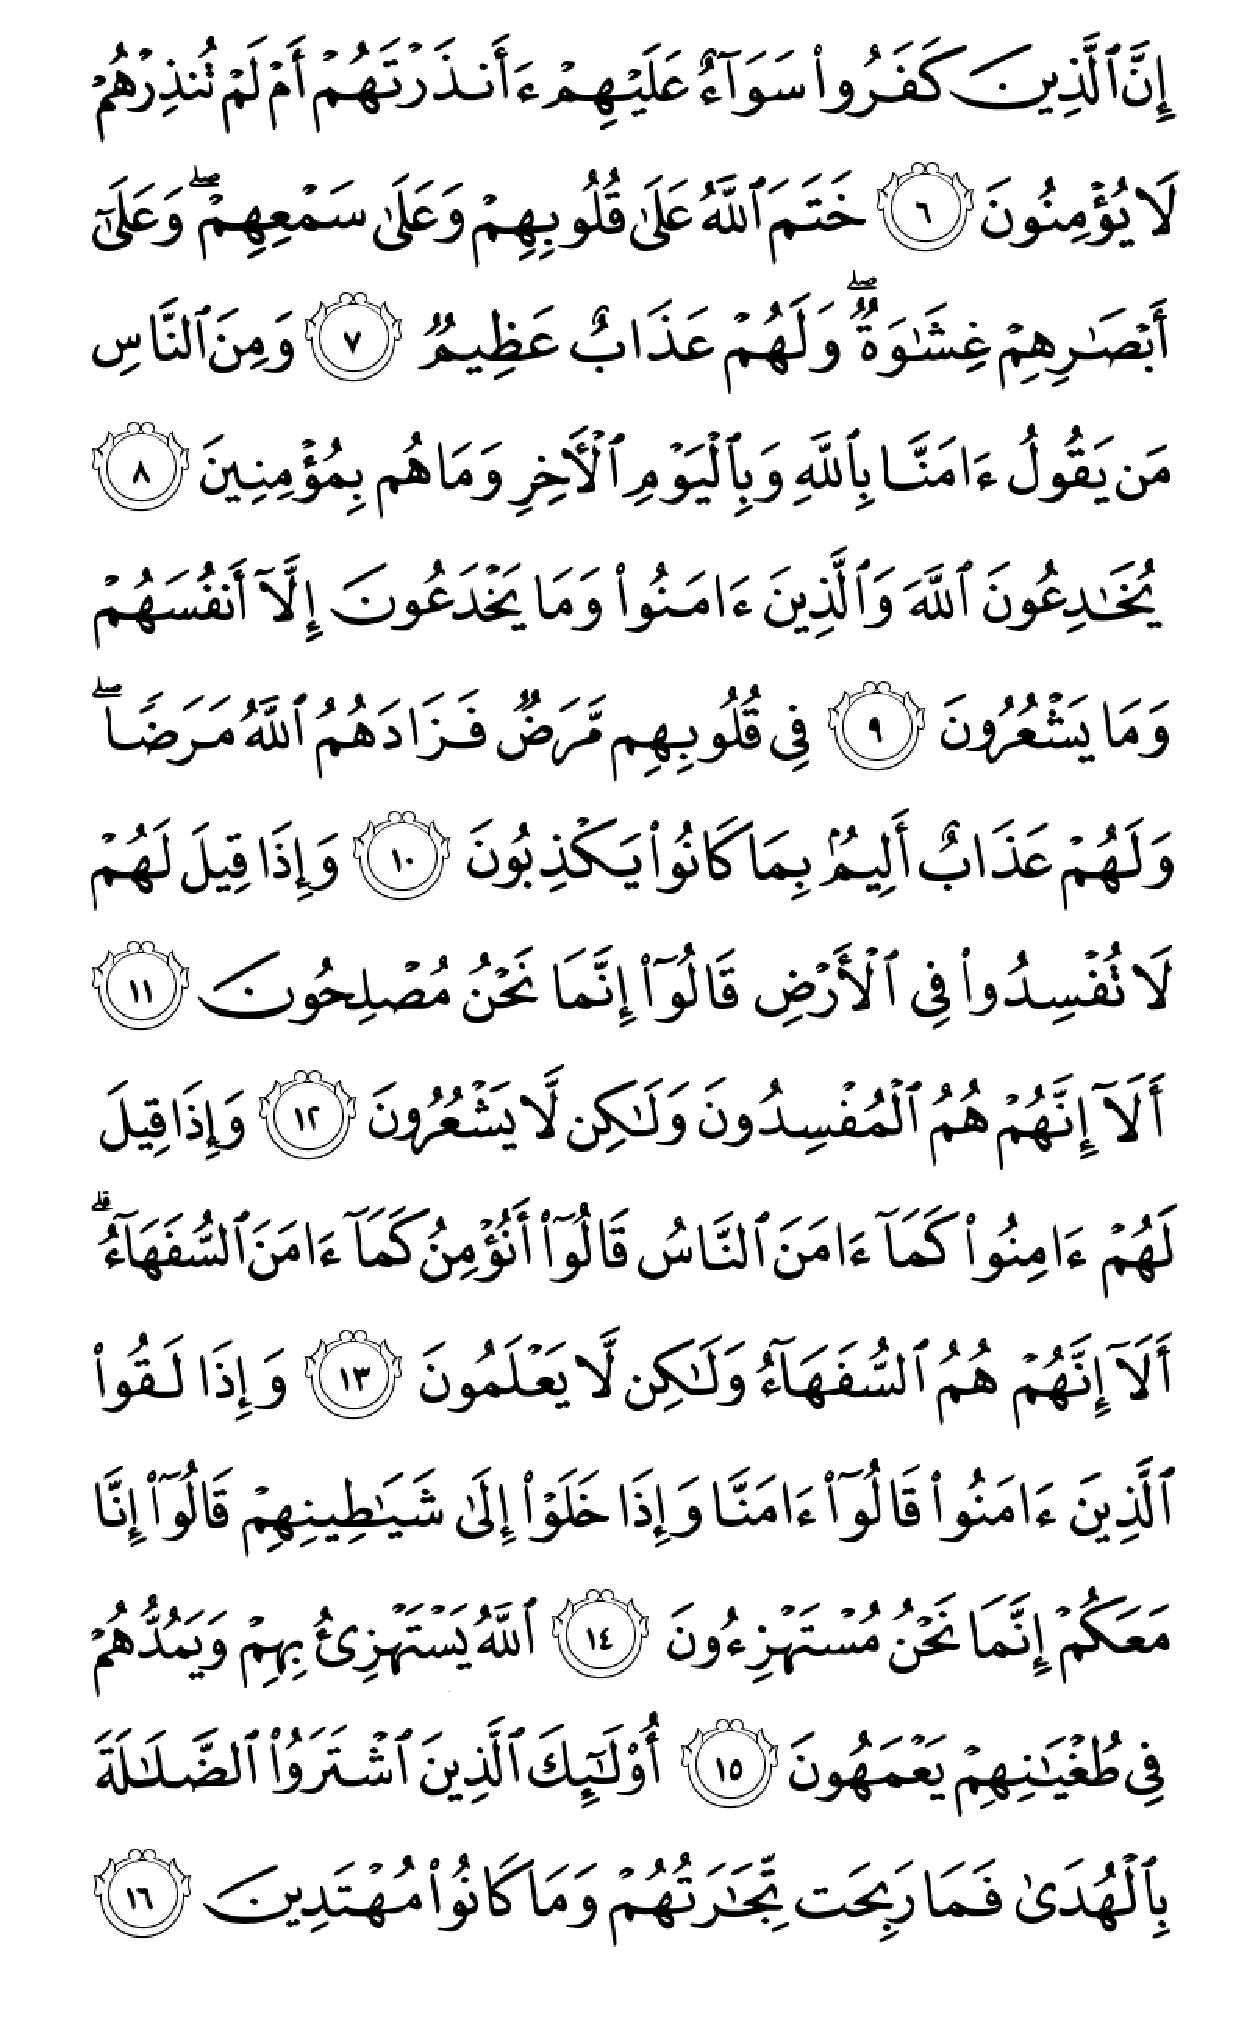 إِنَّ ٱلَّذِينَ كَفَرُوا۟ سَوَآءٌ عَلَيْهِمْ ءَأَنذَرْتَهُمْ أَمْ لَمْ تُنذِرْهُمْ
لَا يُؤْمِنُونَ ٦ خَتَمَ ٱللَّهُ عَلَىٰ قُلُوبِهِمْ وَعَلَىٰ سَمْعِهِمْ ۖ وَعَلَىٰٓ
أَبْصَـٰرِهِمْ غِشَـٰوَةٌ ۖ وَلَهُمْ عَذَابٌ عَظِيمٌ ٧ وَمِنَ ٱلنَّاسِ
مَن يَقُولُ ءَامَنَّا بِٱللَّهِ وَبِٱلْيَوْمِ ٱلْـَٔاخِرِ وَمَا هُم بِمُؤْمِنِينَ ٨
يُخَـٰدِعُونَ ٱللَّهَ وَٱلَّذِينَ ءَامَنُوا۟ وَمَا يَخْدَعُونَ إِلَّآ أَنفُسَهُمْ
وَمَا يَشْعُرُونَ ٩ فِى قُلُوبِهِم مَّرَضٌ فَزَادَهُمُ ٱللَّهُ مَرَضًا ۖ
وَلَهُمْ عَذَابٌ أَلِيمٌۢ بِمَا كَانُوا۟ يَكْذِبُونَ ١٠ وَإِذَا قِيلَ لَهُمْ
لَا تُفْسِدُوا۟ فِى ٱلْأَرْضِ قَالُوٓا۟ إِنَّمَا نَحْنُ مُصْلِحُونَ ١١
أَلَآ إِنَّهُمْ هُمُ ٱلْمُفْسِدُونَ وَلَـٰكِن لَّا يَشْعُرُونَ ١٢ وَإِذَا قِيلَ
لَهُمْ ءَامِنُوا۟ كَمَآ ءَامَنَ ٱلنَّاسُ قَالُوٓا۟ أَنُؤْمِنُ كَمَآ ءَامَنَ ٱلسُّفَهَآءُ ۗ
أَلَآ إِنَّهُمْ هُمُ ٱلسُّفَهَآءُ وَلَـٰكِن لَّا يَعْلَمُونَ ١٣ وَإِذَا لَقُوا۟
ٱلَّذِينَ ءَامَنُوا۟ قَالُوٓا۟ ءَامَنَّا وَإِذَا خَلَوْا۟ إِلَىٰ شَيَـٰطِينِهِمْ قَالُوٓا۟ إِنَّا
مَعَكُمْ إِنَّمَا نَحْنُ مُسْتَهْزِءُونَ ١٤ ٱللَّهُ يَسْتَهْزِئُ بِهِمْ وَيَمُدُّهُمْ
فِى طُغْيَـٰنِهِمْ يَعْمَهُونَ ١٥ أُو۟لَـٰٓئِكَ ٱلَّذِينَ ٱشْتَرَوُا۟ ٱلضَّلَـٰلَةَ
بِٱلْهُدَىٰ فَمَا رَبِحَت تِّجَـٰرَتُهُمْ وَمَا كَانُوا۟ مُهْتَدِينَ ١٦